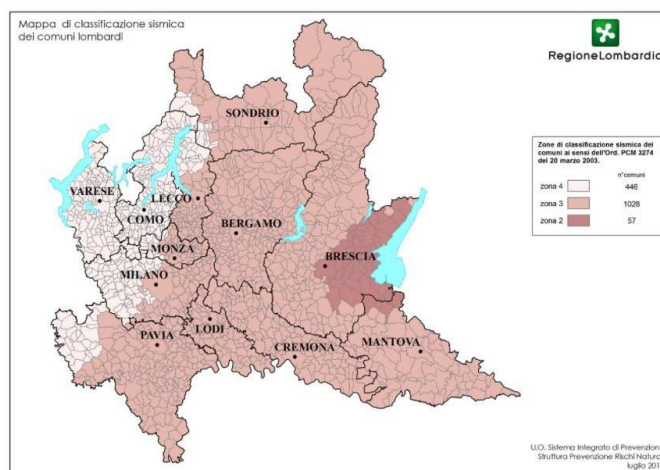 Mappa di classificazione sismica
dei comuni lombardi
RegioneLombardia
SONDRIO
VARESE
LECCO
COMO
BERGAMO
MONZA
BRESCIA
MILANO
LODI
PAVIA
CREMONA
MANTOVA
Zone di classificazione sismica dei
comuni ai sensi dell'Ord. PCM 3274
del 20 marzo 2003.
n°comuni
zona 4 446
zona 3 1028
zona 2 57
U.O. Sistema Integrato di Prevenzion
Struttura Prevenzione Rischi Natura
luglio 201